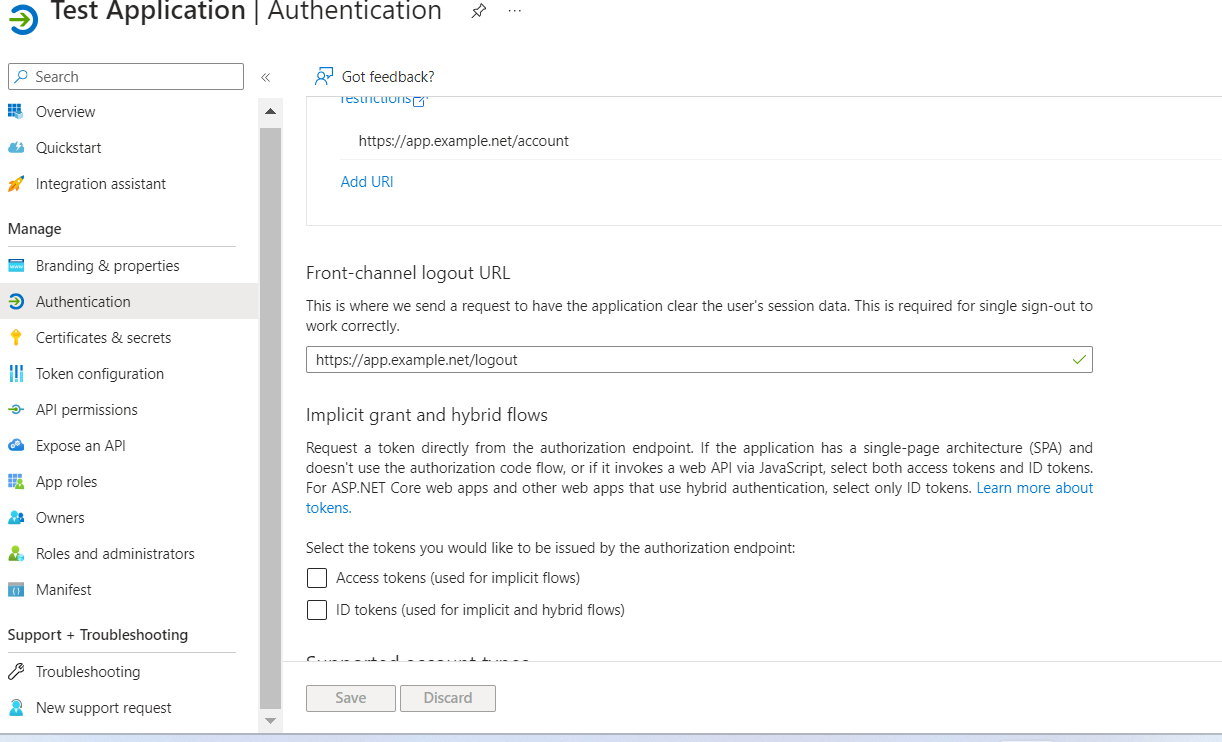 Test Application | Authentication
Search
«
Got feedback?
Overview
Quickstart
Integration assistant
Manage
Branding & properties
Authentication
Certificates & secrets
Token configuration
API permissions
Expose an API
App roles
Owners
Roles and administrators
Manifest
Support + Troubleshooting
Troubleshooting
New support request
restrictions
https://app.example.net/account
Add URI
Front-channel logout URL
This is where we send a request to have the application clear the user's session data. This is required for single sign-out to
work correctly.
https://app.example.net/logout
Implicit grant and hybrid flows
Request a token directly from the authorization endpoint. If the application has a single-page architecture (SPA) and
doesn't use the authorization code flow, or if it invokes a web API via JavaScript, select both access tokens and ID tokens.
For ASP.NET Core web apps and other web apps that use hybrid authentication, select only ID tokens. Learn more about
tokens.
Select the tokens you would like to be issued by the authorization endpoint:
Access tokens (used for implicit flows)
ID tokens (used for implicit and hybrid flows)
Supported account types
Save
Discard